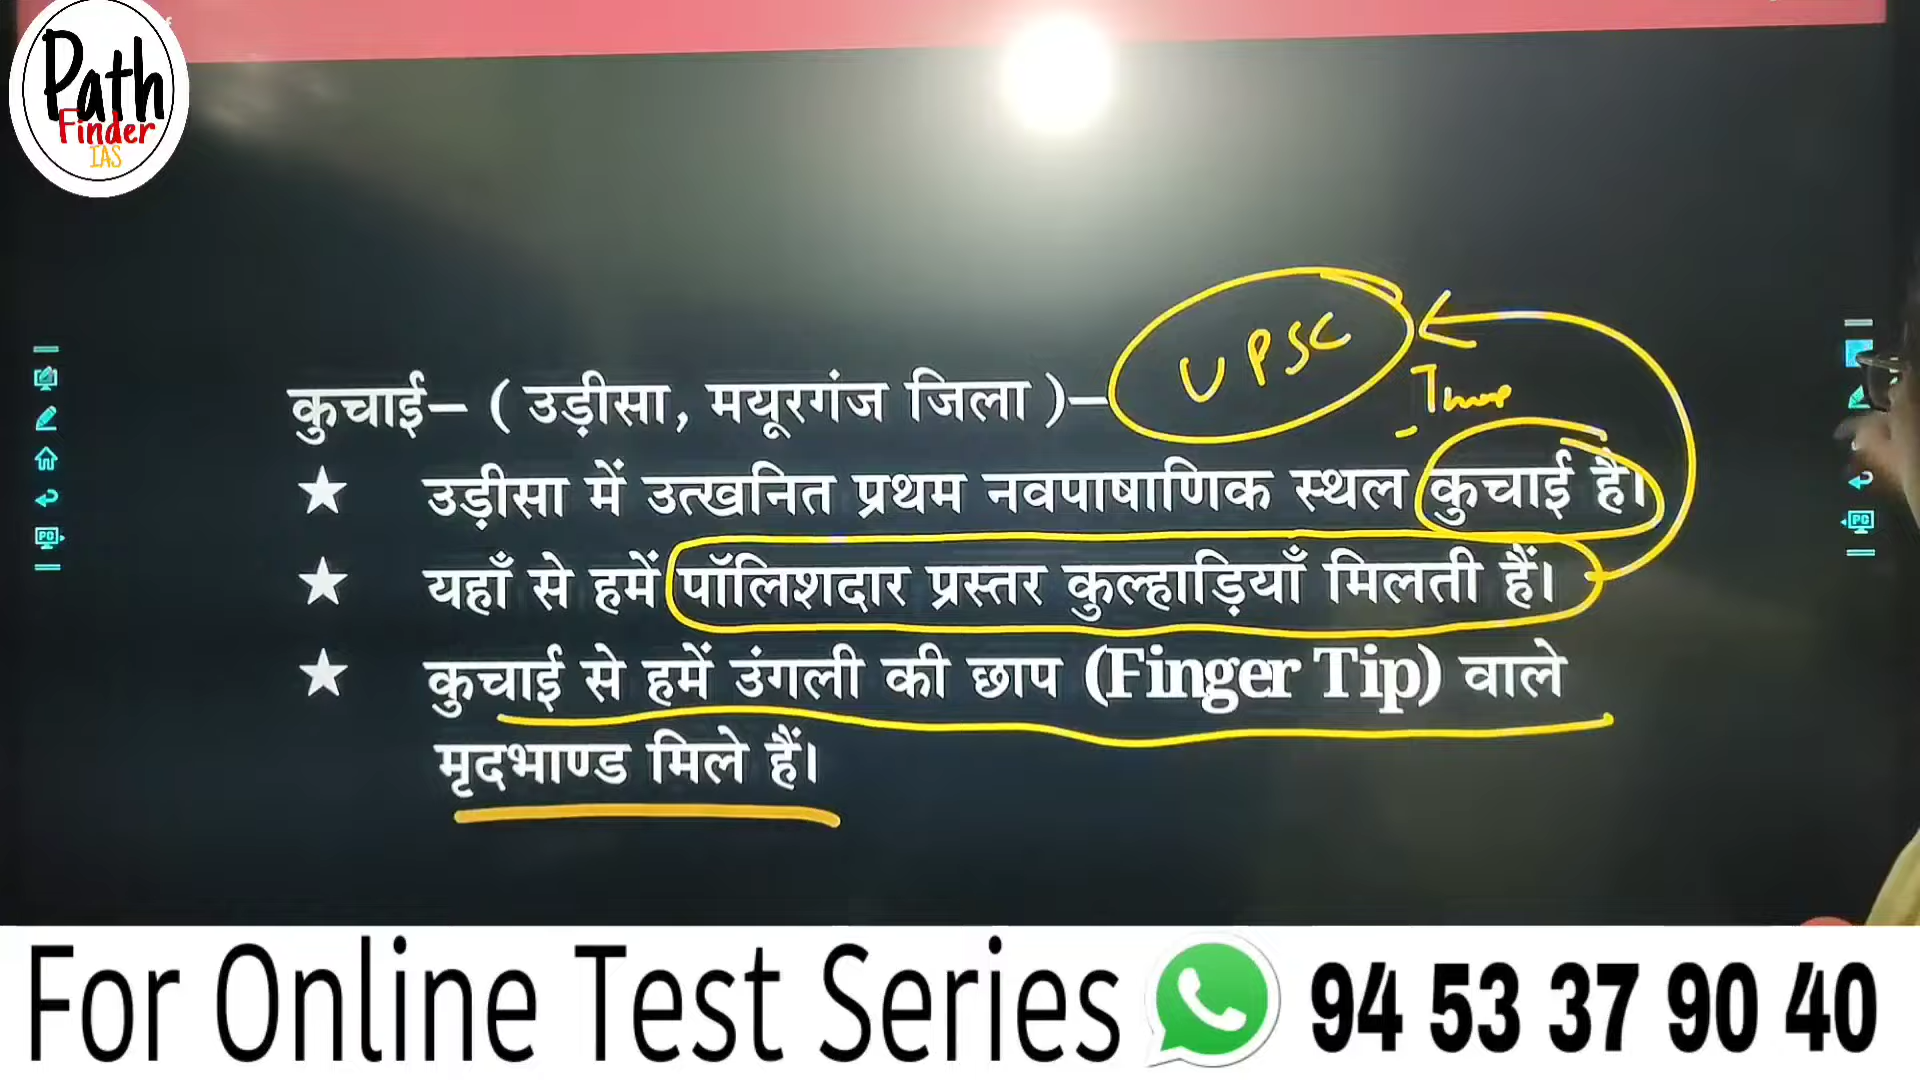 Path
Finder
IAS
UPSC
कुचाई– ( उड़ीसा, मयूरगंज जिला )–
★ उड़ीसा में उत्खनित प्रथम नवपाषाणिक स्थल कुचाई है।
★ यहाँ से हमें पॉलिशदार प्रस्तर कुल्हाड़ियाँ मिलती हैं।
★ कुचाई से हमें उंगली की छाप (Finger Tip) वाले
मृदभाण्ड मिले हैं।
For Online Test Series 94 53 37 90 40